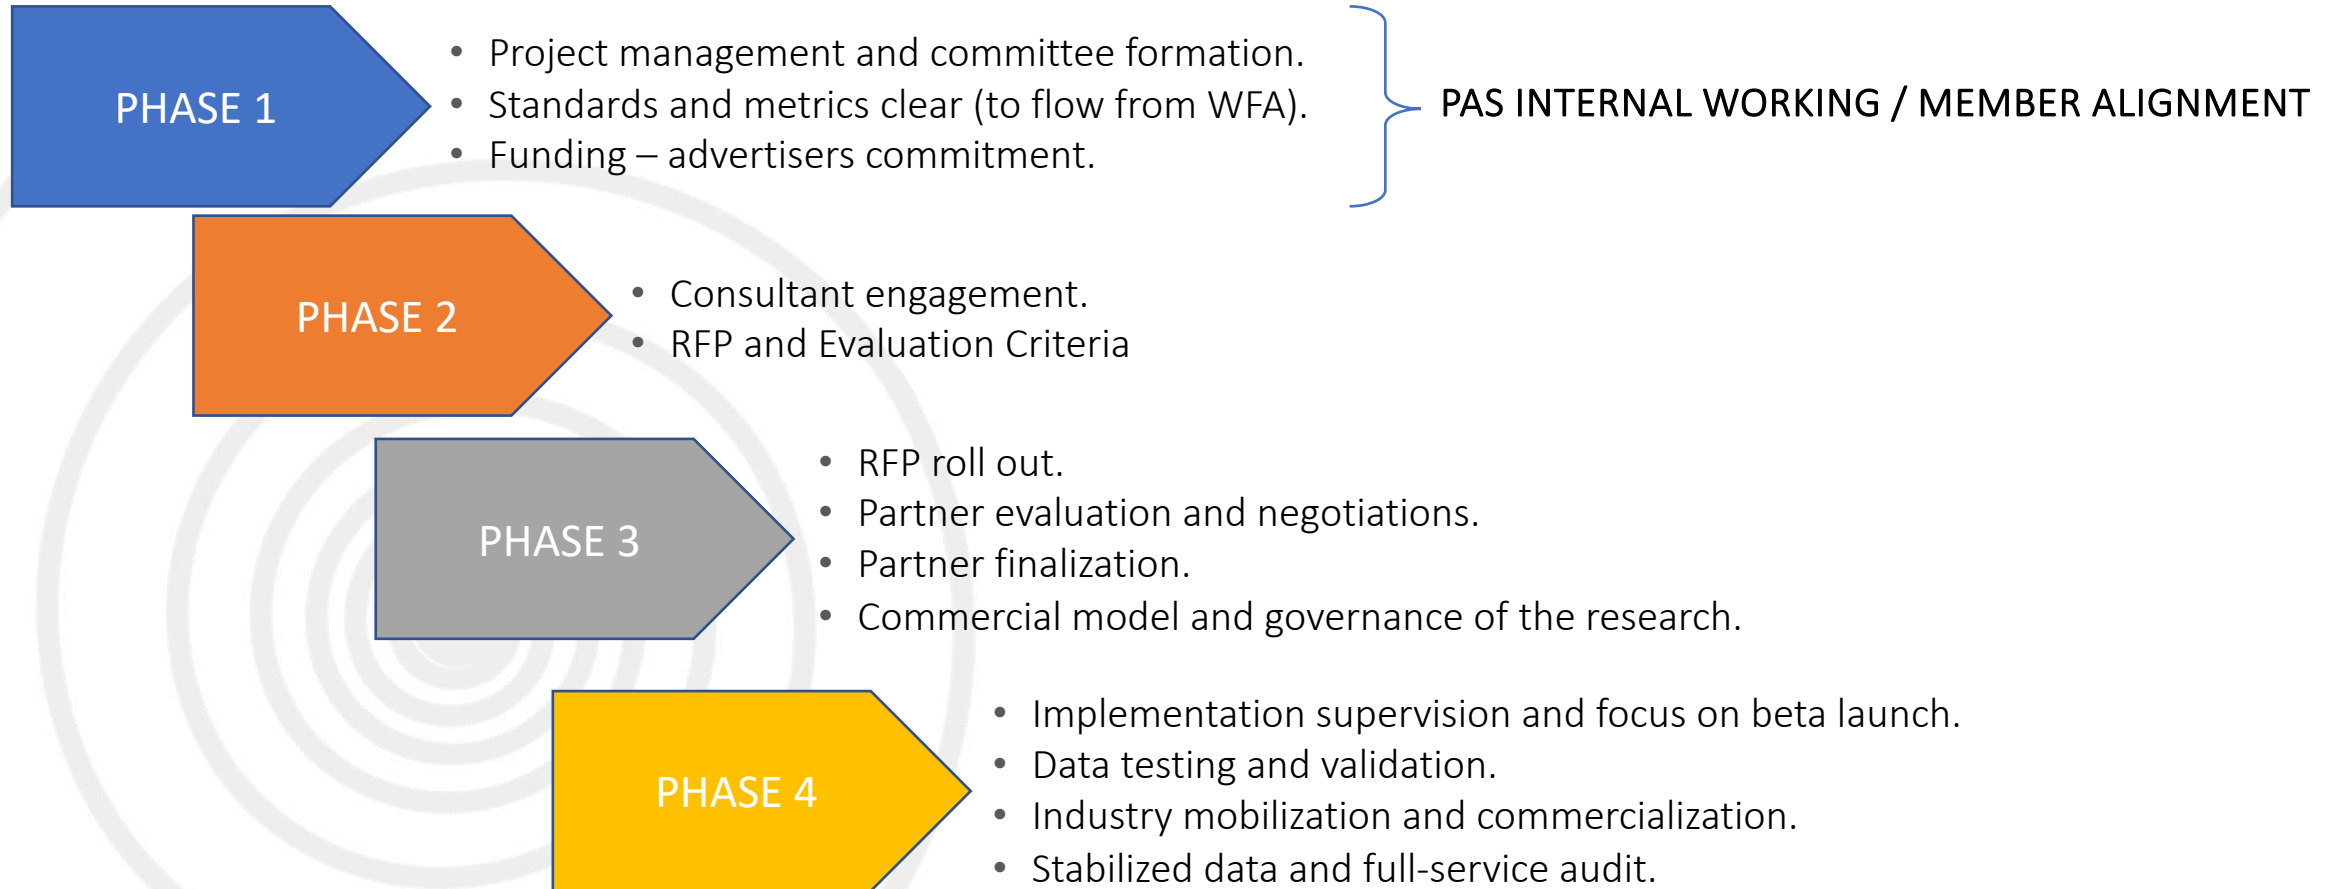 PHASE 1
• Project management and committee formation.
• Standards and metrics clear (to flow from WFA).
• Funding – advertisers commitment.
PAS INTERNAL WORKING / MEMBER ALIGNMENT
PHASE 2
• Consultant engagement.
• RFP and Evaluation Criteria
PHASE 3
• RFP roll out.
• Partner evaluation and negotiations.
• Partner finalization.
• Commercial model and governance of the research.
PHASE 4
• Implementation supervision and focus on beta launch.
• Data testing and validation.
• Industry mobilization and commercialization.
• Stabilized data and full-service audit.